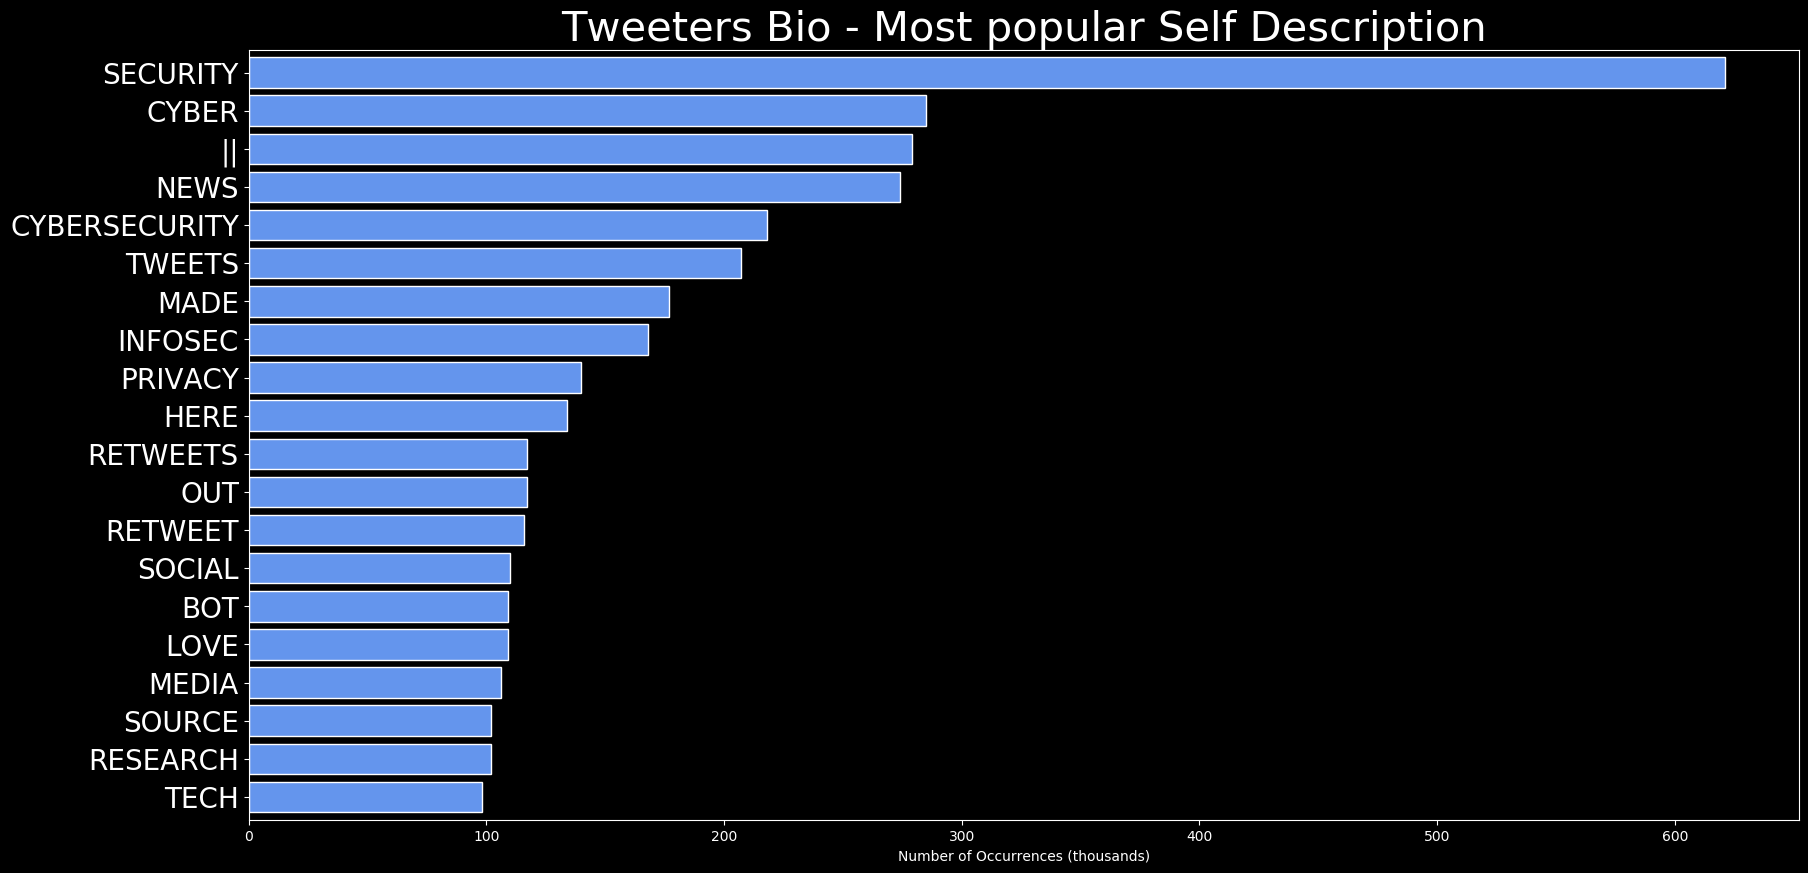 Tweeters Bio - Most popular Self Description
SECURITY
CYBER
||
NEWS
CYBERSECURITY
TWEETS
MADE
INFOSEC
PRIVACY
HERE
RETWEETS
OUT
RETWEET
SOCIAL
BOT
LOVE
MEDIA
SOURCE
RESEARCH
TECH
0 100 200 300 400 500 600
Number of Occurrences (thousands)